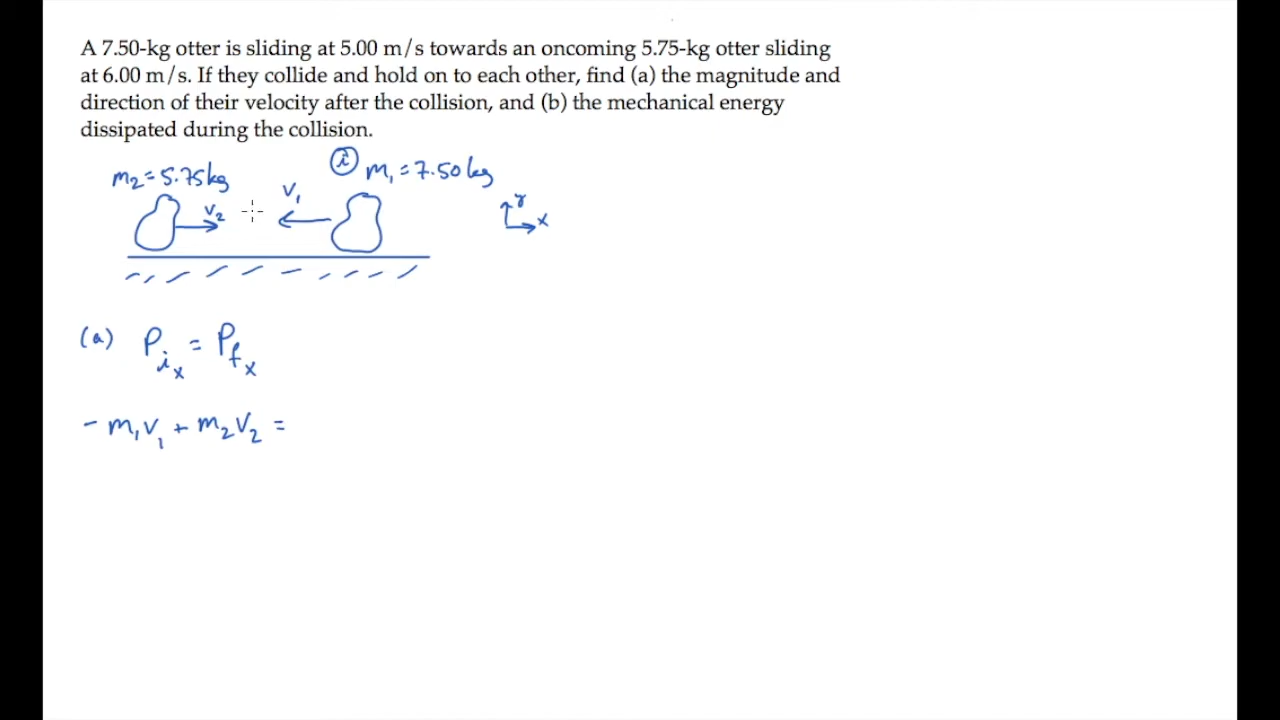 A 7.50-kg otter is sliding at 5.00 m/s towards an oncoming 5.75-kg otter sliding
at 6.00 m/s. If they collide and hold on to each other, find (a) the magnitude and
direction of their velocity after the collision, and (b) the mechanical energy
dissipated during the collision.
m₂ = 5.75 kg
i m₁ = 7.50 kg
v₂
v₁
y
x
(a) Pᵢₓ = P_fₓ
- m₁v₁ + m₂v₂ =